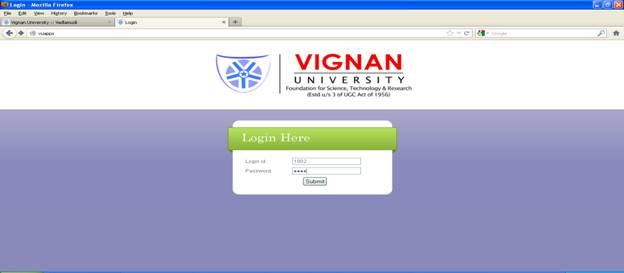 Login - Mozilla Firefox
File Edit View History Bookmarks Tools Help
Vignan University :: Vadlamudi
Login
vuapps
Google
VIGNAN
UNIVERSITY
Foundation for Science, Technology & Research
(Estd u/s 3 of UGC Act of 1956)
Login Here
Login id 1002
Password ••••
Submit